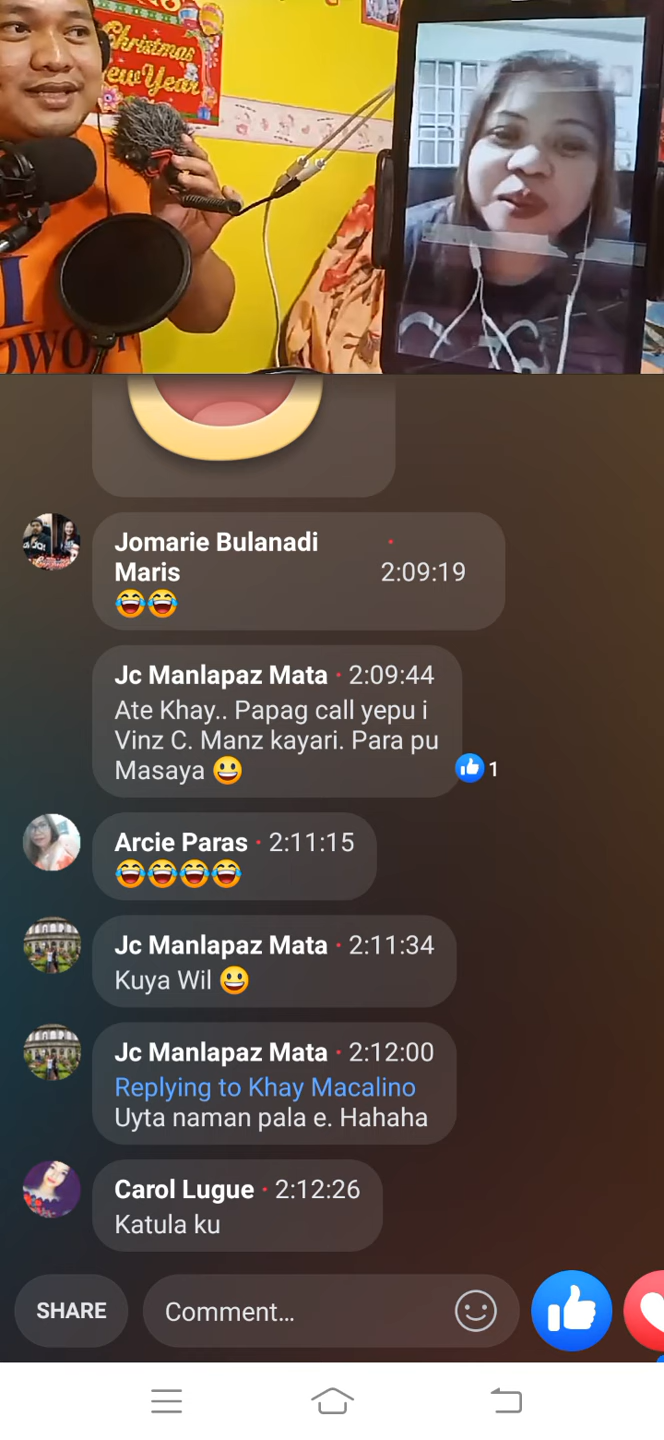 Christmas
New Year
I
OWO
Jomarie Bulanadi
Maris · 2:09:19
😂😂
Jc Manlapaz Mata · 2:09:44
Ate Khay.. Papag call yepu i
Vinz C. Manz kayari. Para pu
Masaya 😀
1
Arcie Paras · 2:11:15
😂😂😂😂
Jc Manlapaz Mata · 2:11:34
Kuya Wil 😀
Jc Manlapaz Mata · 2:12:00
Replying to Khay Macalino
Uyta naman pala e. Hahaha
Carol Lugue · 2:12:26
Katula ku
SHARE
Comment...